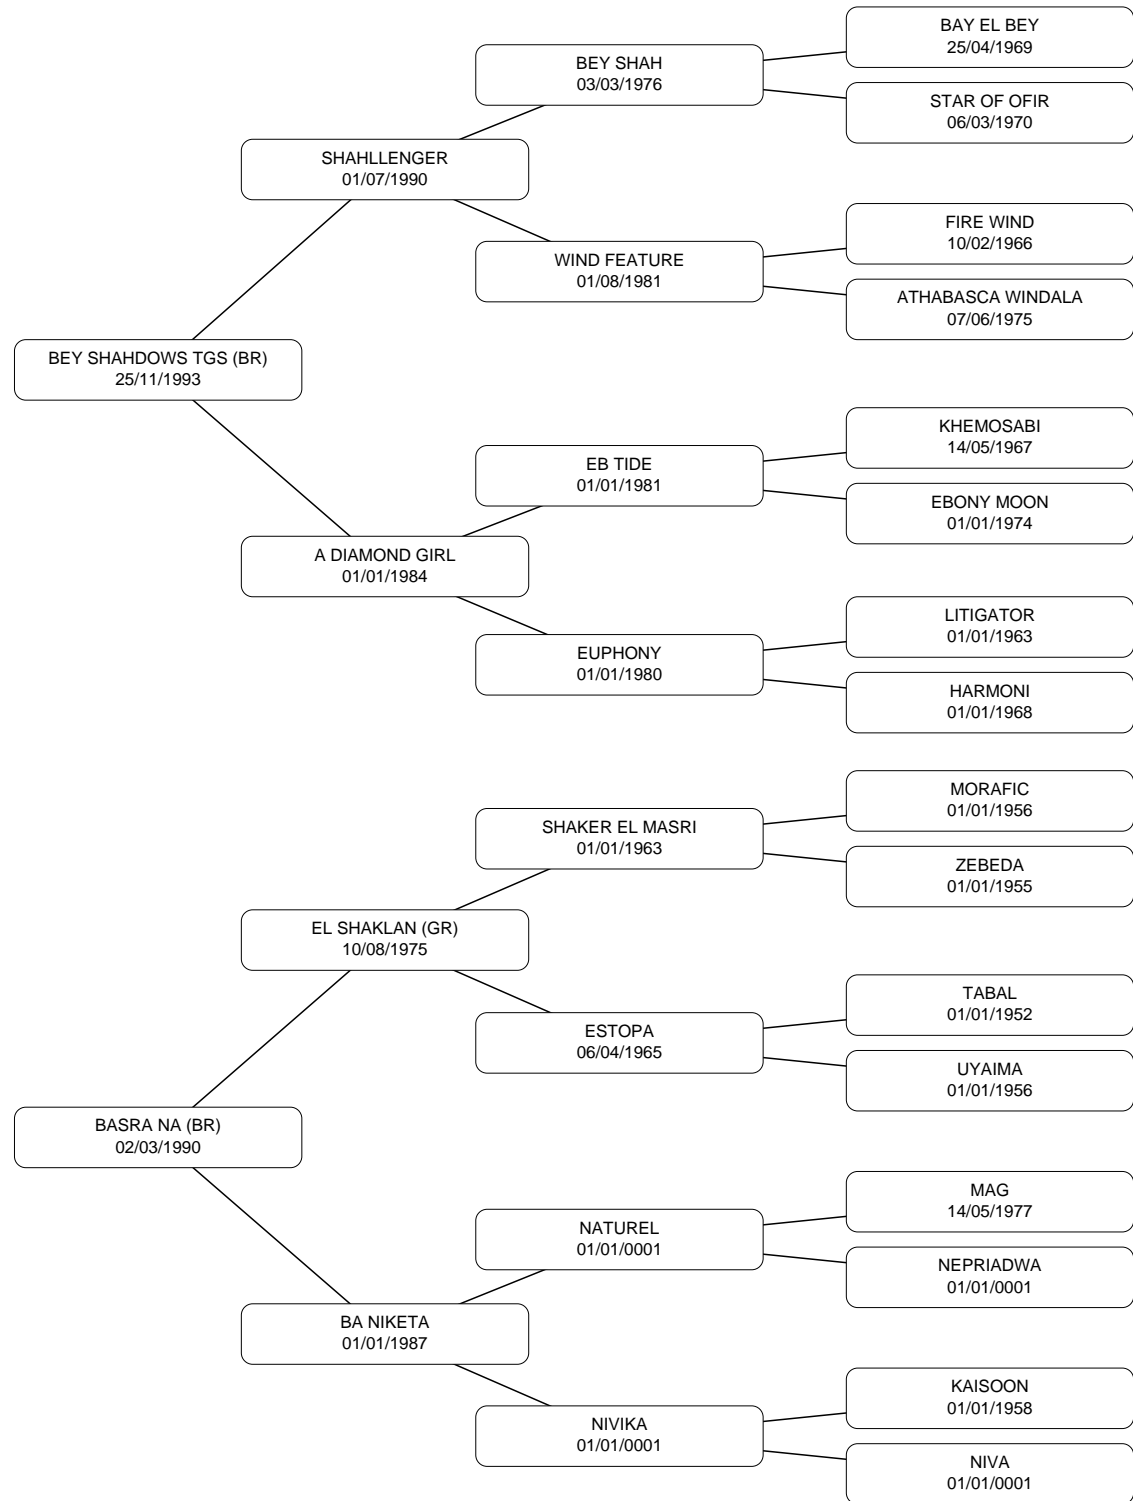 BAY EL BEY
25/04/1969
BEY SHAH
03/03/1976
STAR OF OFIR
06/03/1970
SHAHLLENGER
01/07/1990
FIRE WIND
10/02/1966
WIND FEATURE
01/08/1981
ATHABASCA WINDALA
07/06/1975
BEY SHAHDOWS TGS (BR)
25/11/1993
KHEMOSABI
14/05/1967
EB TIDE
01/01/1981
EBONY MOON
01/01/1974
A DIAMOND GIRL
01/01/1984
LITIGATOR
01/01/1963
EUPHONY
01/01/1980
HARMONI
01/01/1968
MORAFIC
01/01/1956
SHAKER EL MASRI
01/01/1963
ZEBEDA
01/01/1955
EL SHAKLAN (GR)
10/08/1975
TABAL
01/01/1952
ESTOPA
06/04/1965
UYAIMA
01/01/1956
BASRA NA (BR)
02/03/1990
MAG
14/05/1977
NATUREL
01/01/0001
NEPRIADWA
01/01/0001
BA NIKETA
01/01/1987
KAISOON
01/01/1958
NIVIKA
01/01/0001
NIVA
01/01/0001